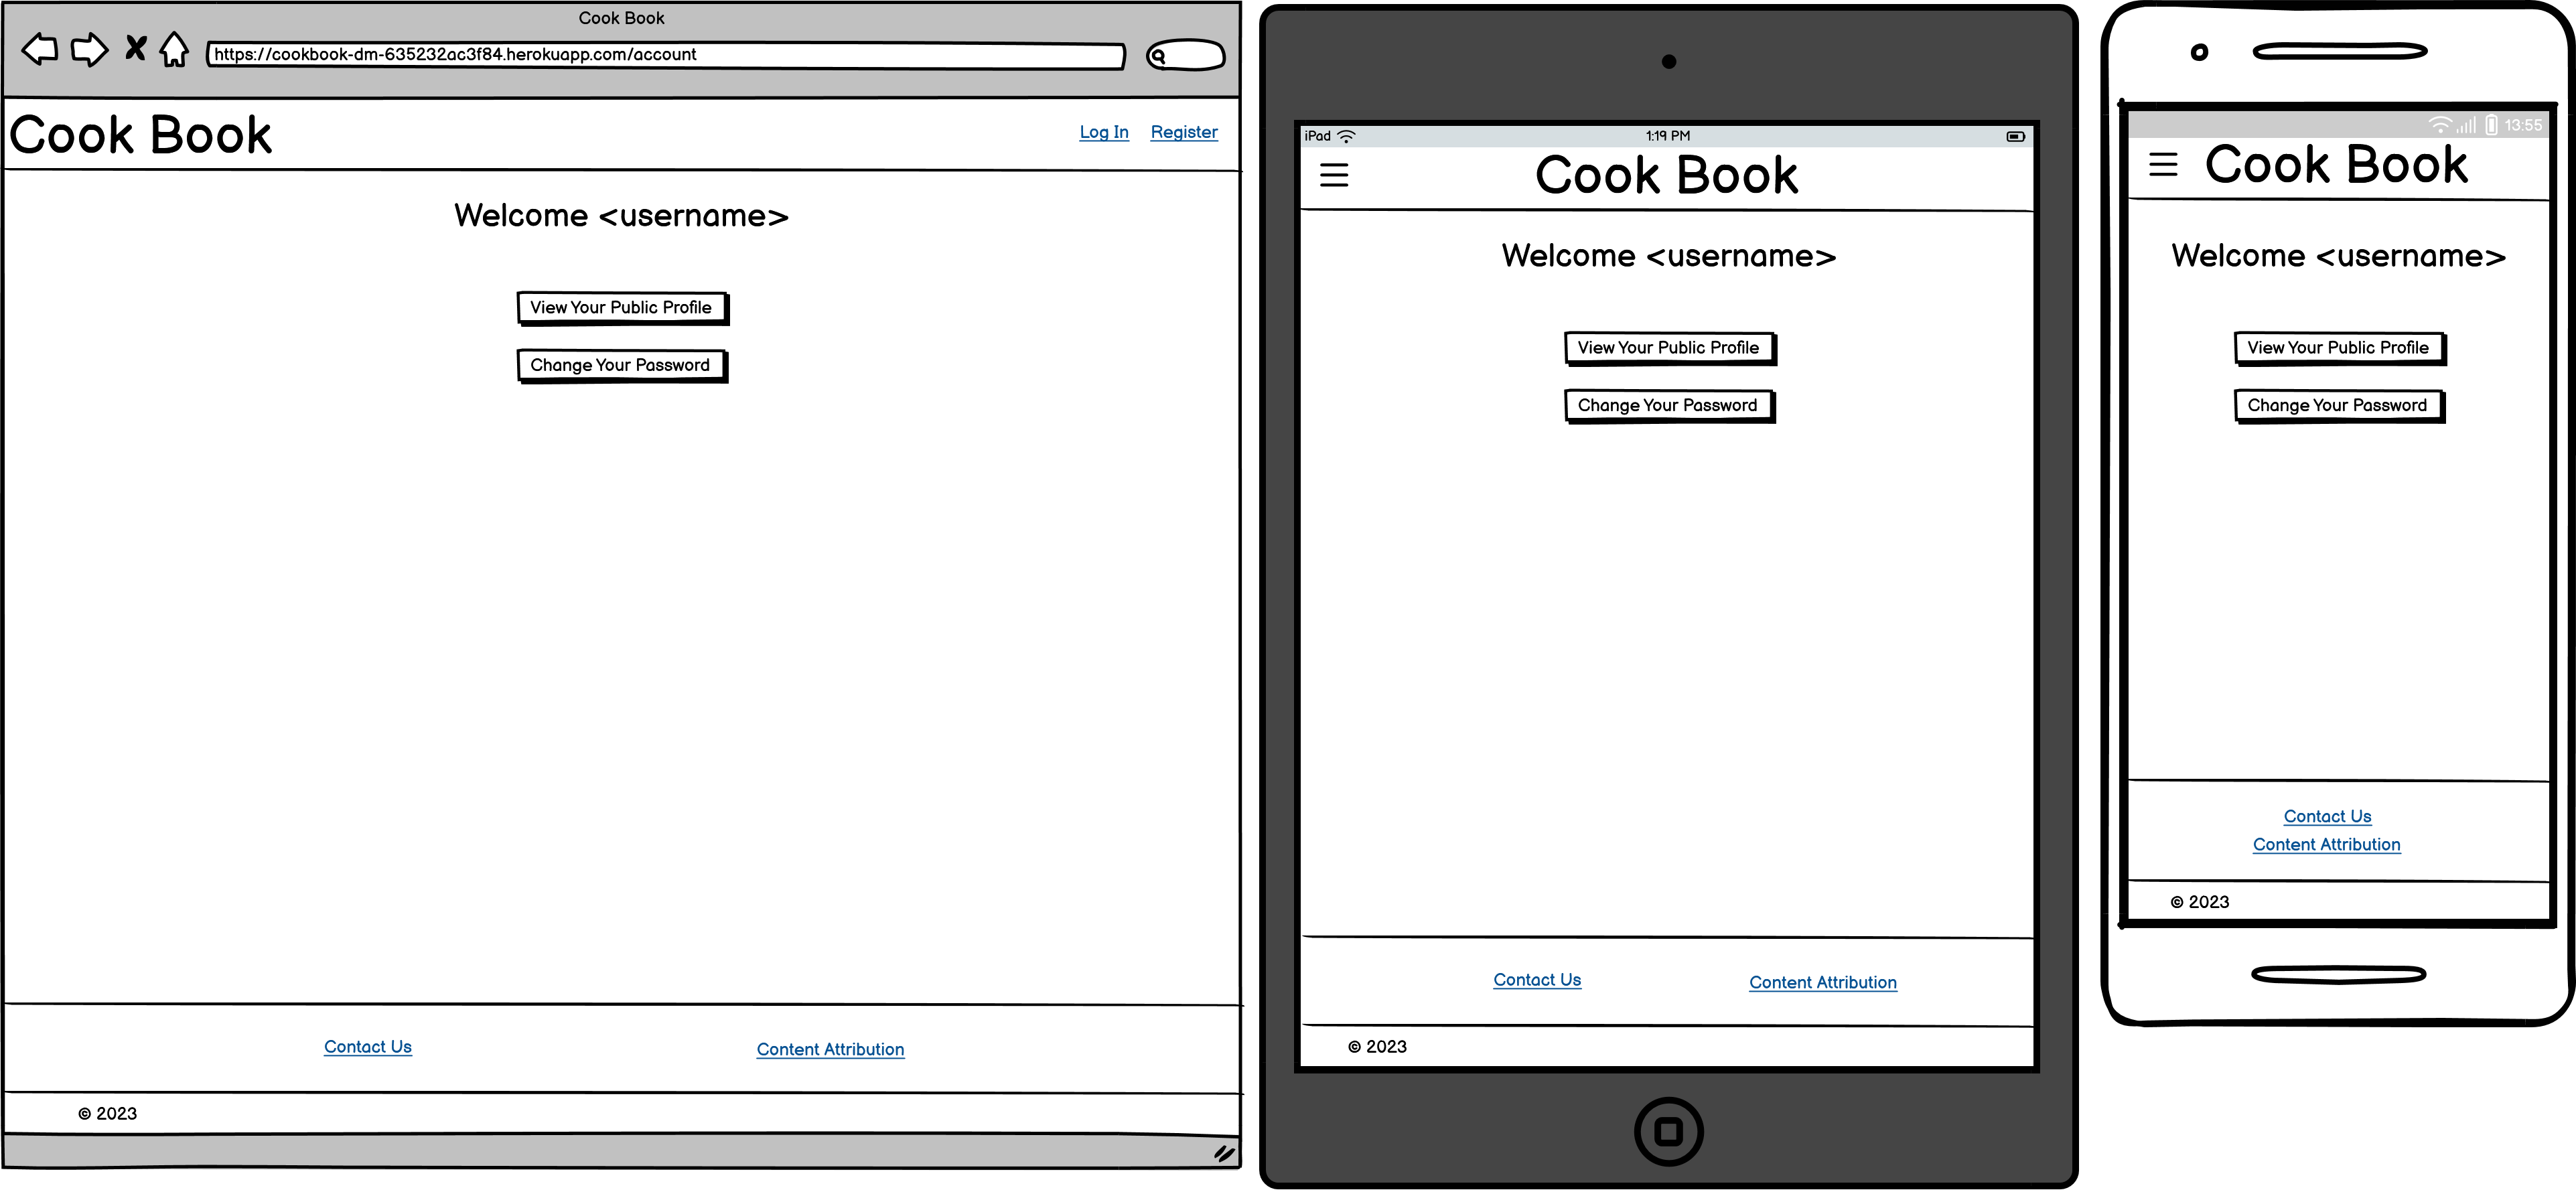 Cook Book
https://cookbook-dm-635232ac3f84.herokuapp.com/account
Cook Book
Log In Register
Welcome <username>
View Your Public Profile
Change Your Password
Contact Us Content Attribution
© 2023
iPad 1:19 PM
Cook Book
Welcome <username>
View Your Public Profile
Change Your Password
Contact Us Content Attribution
© 2023
13:55
Cook Book
Welcome <username>
View Your Public Profile
Change Your Password
Contact Us
Content Attribution
© 2023